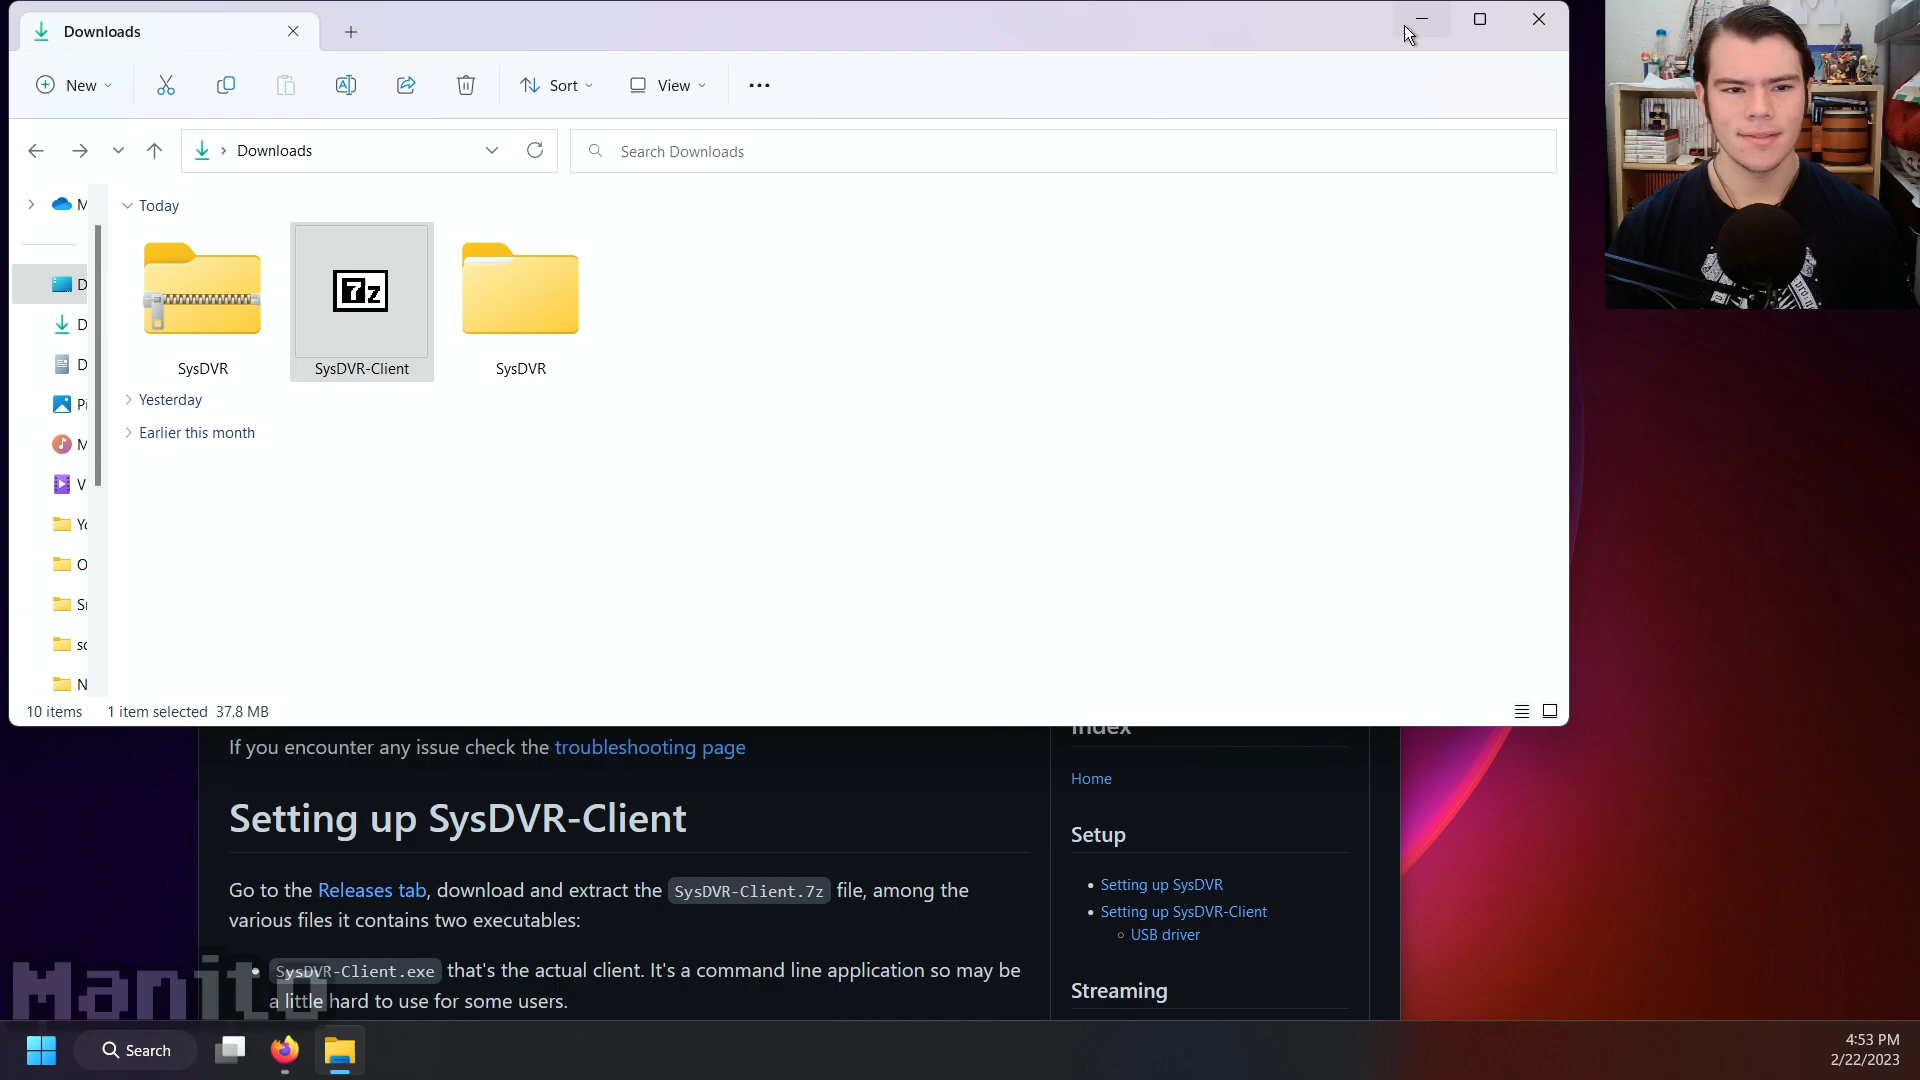 Downloads
New
Sort
View
Downloads
Search Downloads
Today
7z
SysDVR
SysDVR-Client
SysDVR
Yesterday
Earlier this month
M
D
D
D
Pi
M
V
O
N
10 items 1 item selected 37.8 MB
If you encounter any issue check the troubleshooting page
Setting up SysDVR-Client
Go to the Releases tab, download and extract the SysDVR-Client.7z file, among the
various files it contains two executables:
SysDVR-Client.exe that's the actual client. It's a command line application so may be
a little hard to use for some users.
Index
Home
Setup
Setting up SysDVR
Setting up SysDVR-Client
USB driver
Streaming
Manito
Search
4:53 PM
2/22/2023